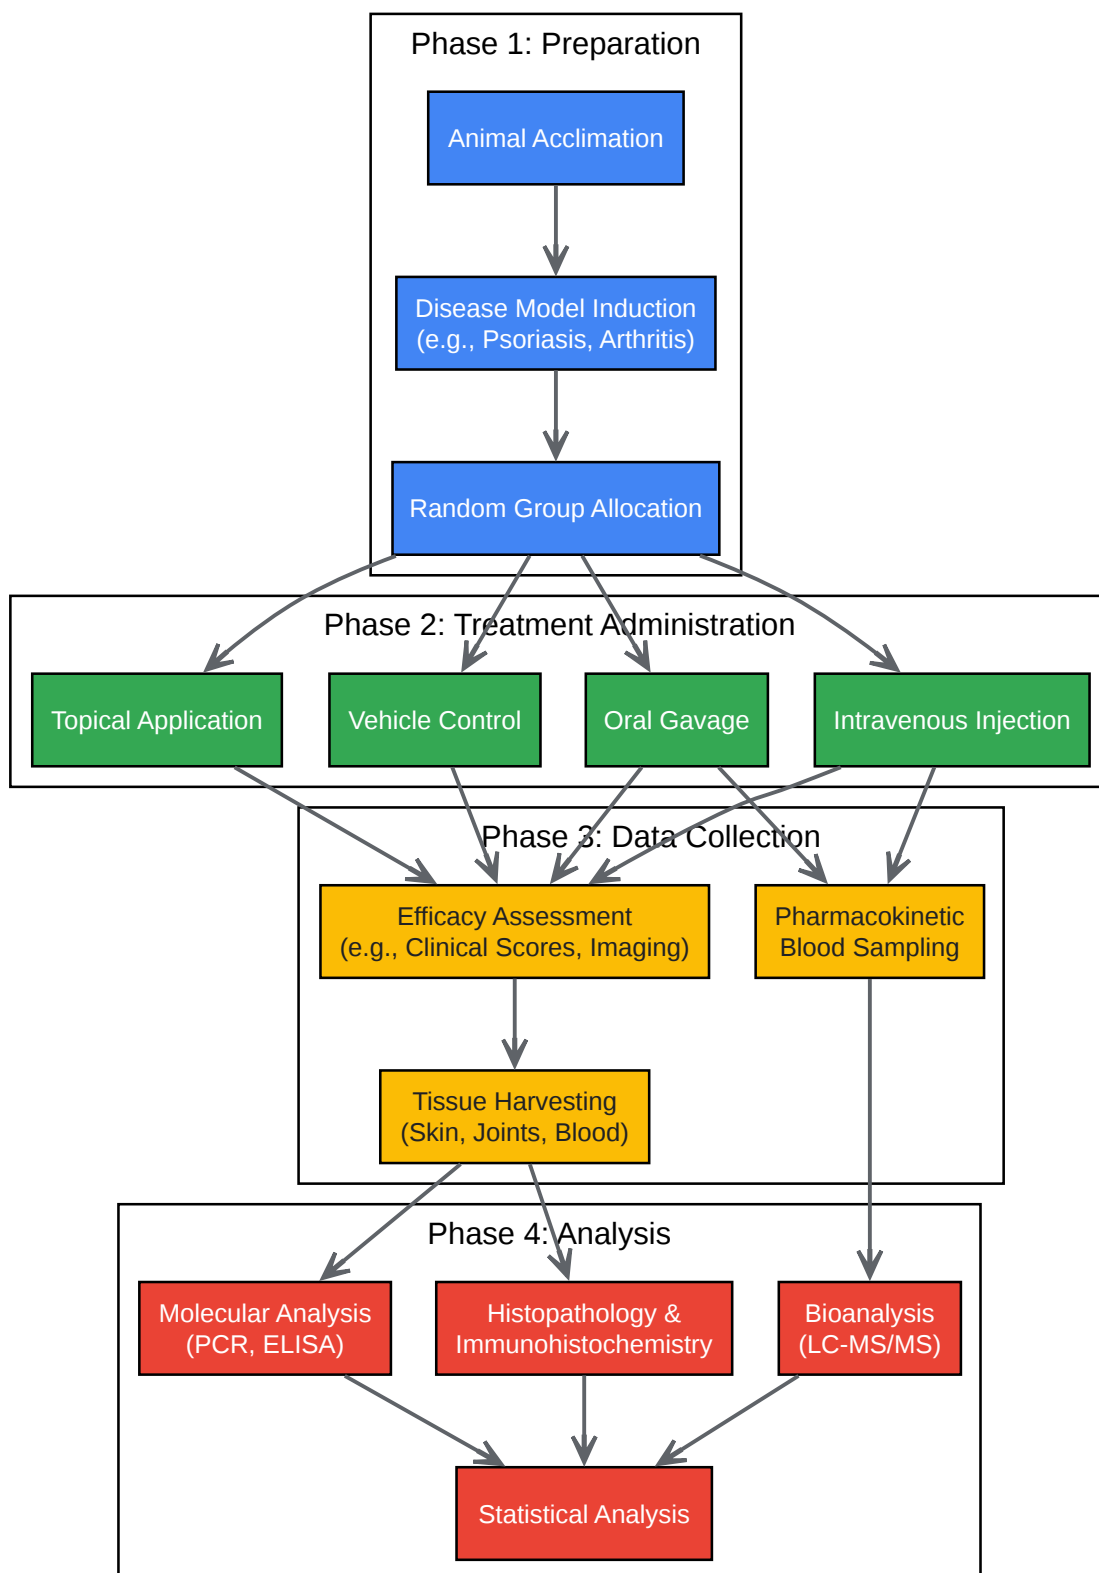 Phase 1: Preparation
Animal Acclimation
Disease Model Induction
(e.g., Psoriasis, Arthritis)
Random Group Allocation
Phase 2: Treatment Administration
Topical Application
Vehicle Control
Oral Gavage
Intravenous Injection
Phase 3: Data Collection
Efficacy Assessment
(e.g., Clinical Scores, Imaging)
Pharmacokinetic
Blood Sampling
Tissue Harvesting
(Skin, Joints, Blood)
Phase 4: Analysis
Molecular Analysis
(PCR, ELISA)
Histopathology &
Immunohistochemistry
Bioanalysis
(LC-MS/MS)
Statistical Analysis